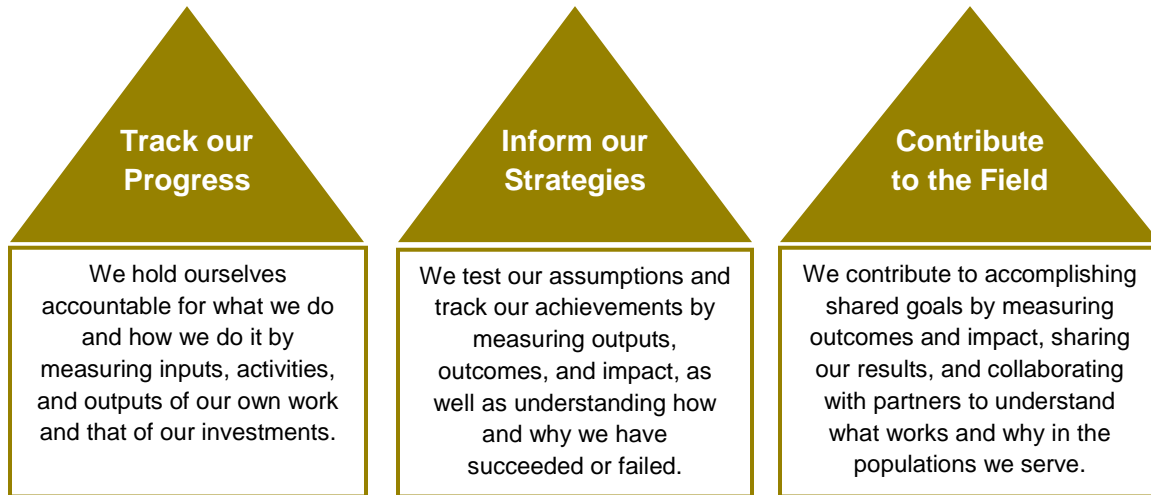 Track our
Progress
We hold ourselves
accountable for what we do
and how we do it by
measuring inputs, activities,
and outputs of our own work
and that of our investments.
Inform our
Strategies
We test our assumptions and
track our achievements by
measuring outputs,
outcomes, and impact, as
well as understanding how
and why we have
succeeded or failed.
Contribute
to the Field
We contribute to accomplishing
shared goals by measuring
outcomes and impact, sharing
our results, and collaborating
with partners to understand
what works and why in the
populations we serve.